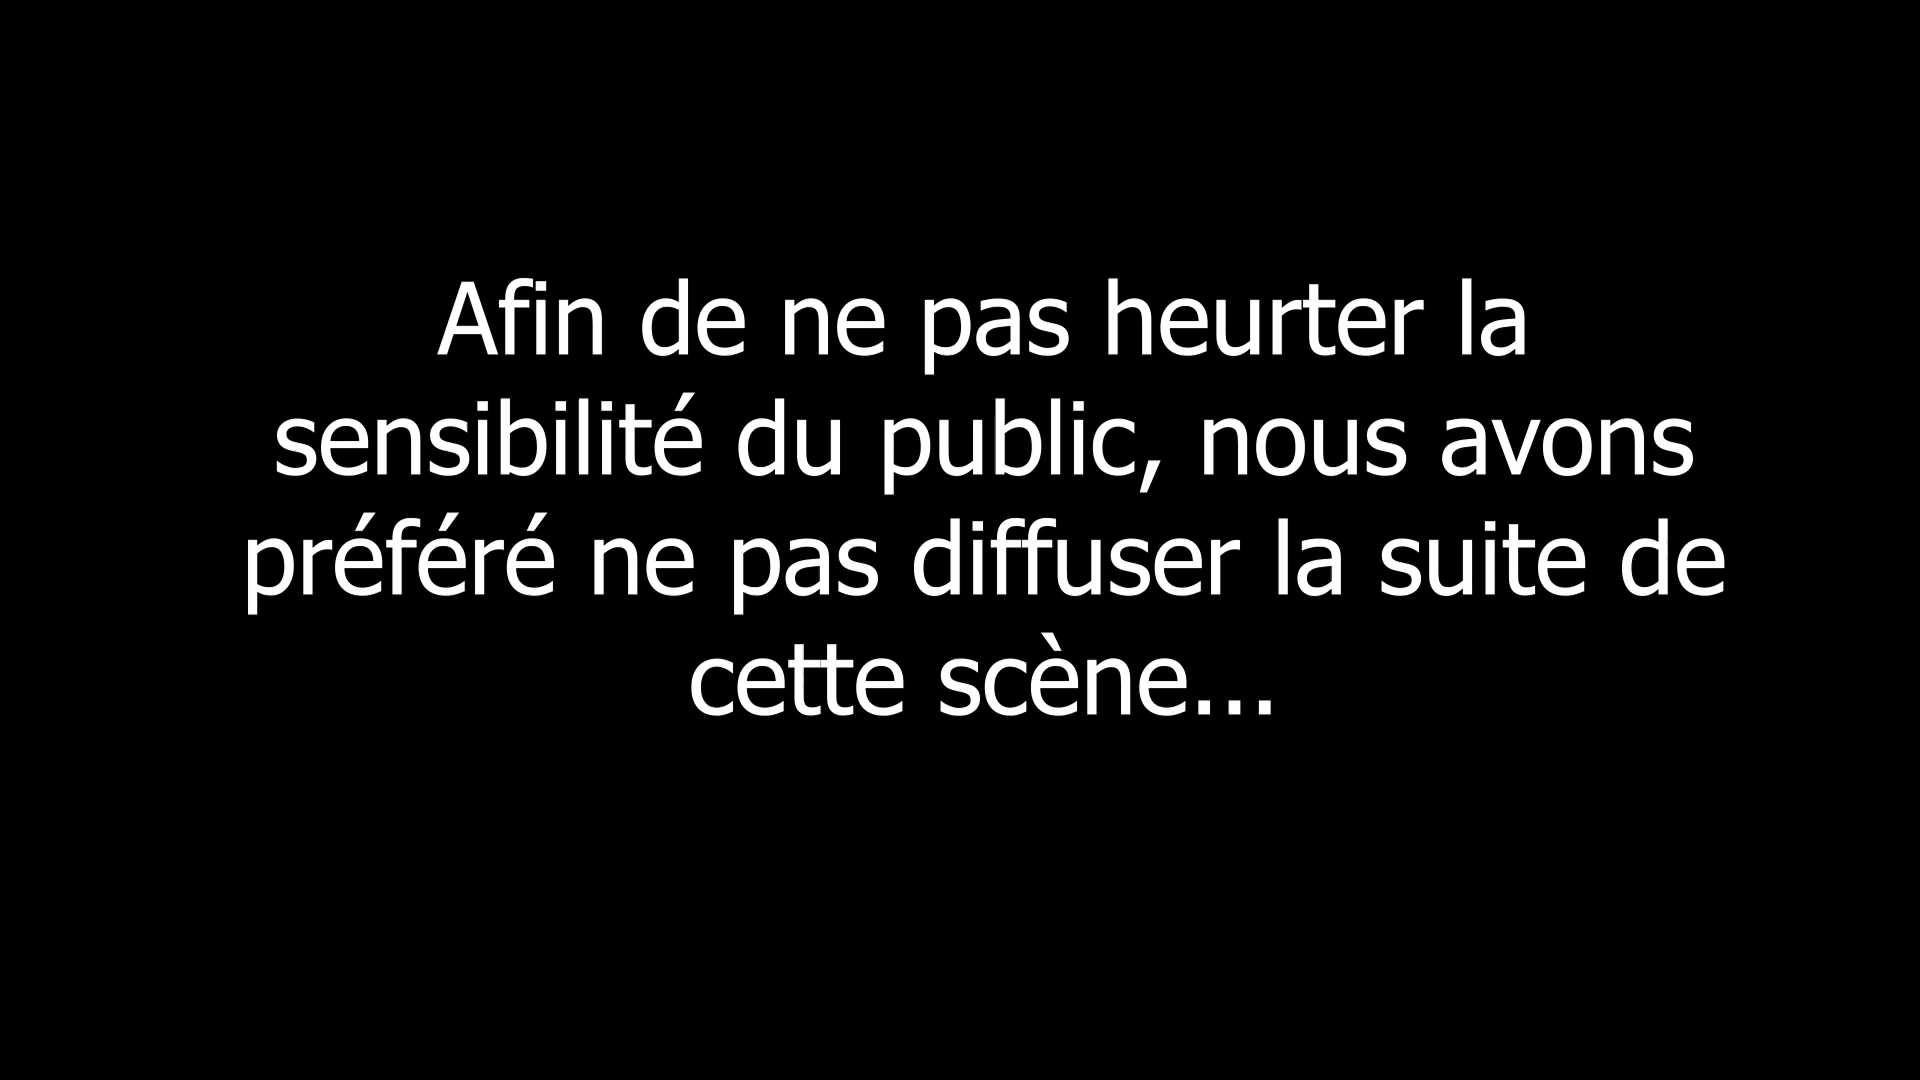 Afin de ne pas heurter la
sensibilité du public, nous avons
préféré ne pas diffuser la suite de
cette scène...